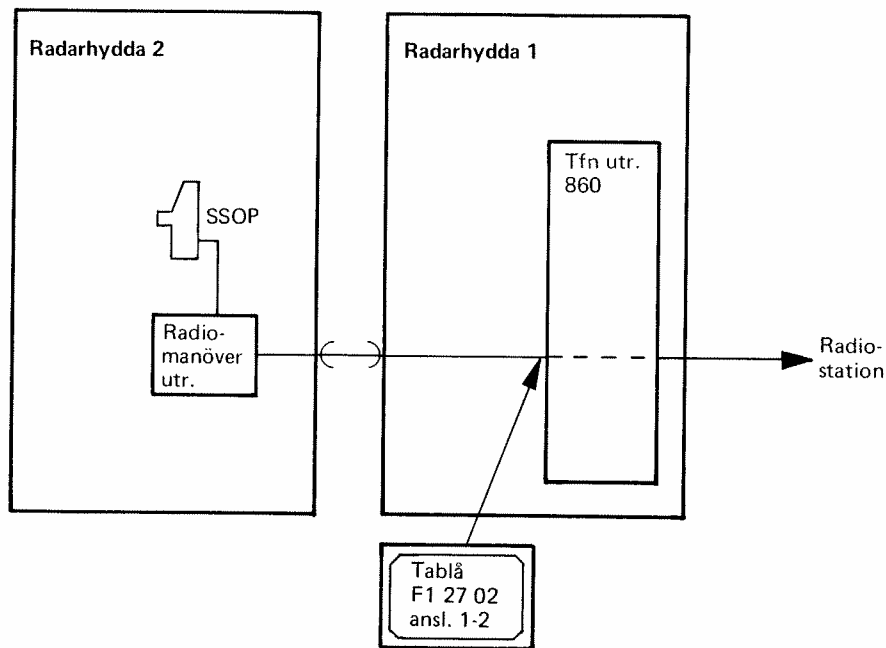 Radarhydda 2
Radarhydda 1
Tfn utr.
860
SSOP
Radio-
manöver
utr.
Radio-
station
Tablå
F1 27 02
ansl. 1-2